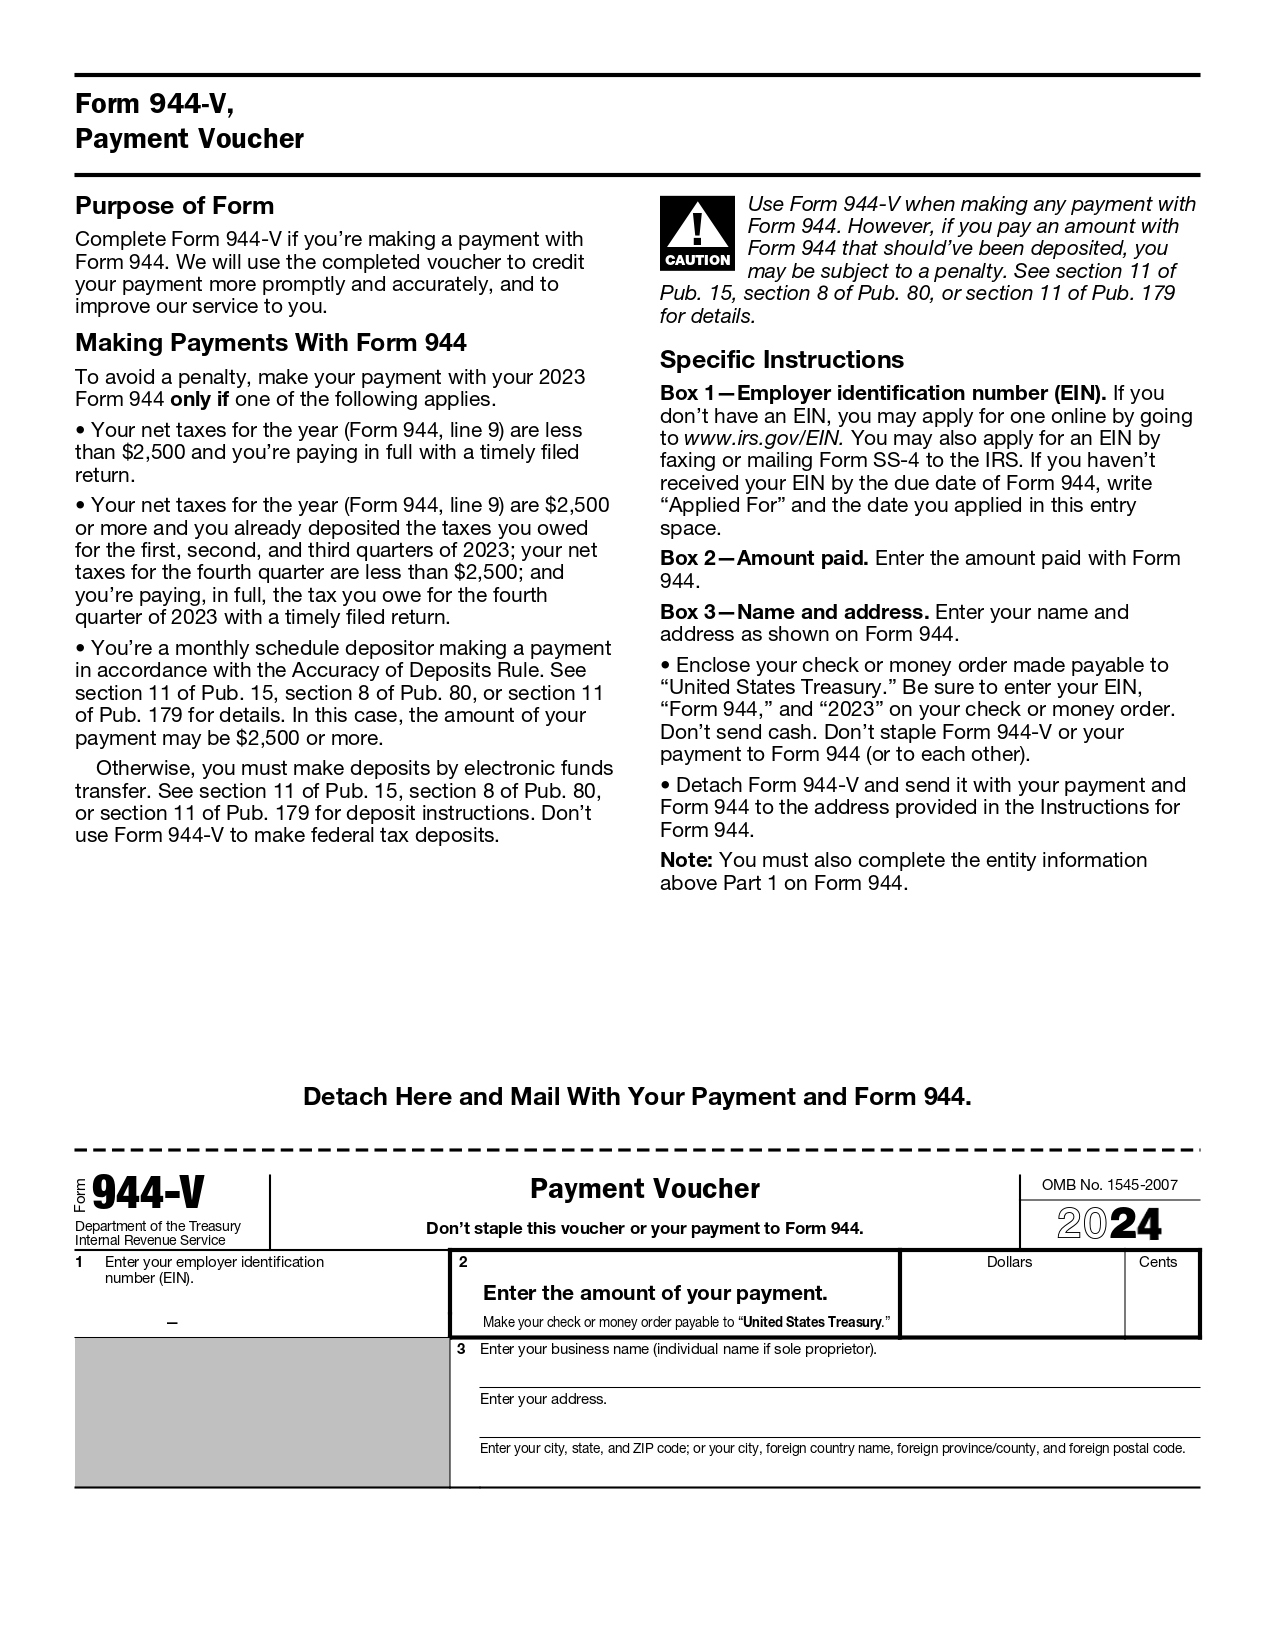 Form 944-V,
Payment Voucher
Purpose of Form
Complete Form 944-V if you’re making a payment with
Form 944. We will use the completed voucher to credit
your payment more promptly and accurately, and to
improve our service to you.
Making Payments With Form 944
To avoid a penalty, make your payment with your 2023
Form 944 only if one of the following applies.
• Your net taxes for the year (Form 944, line 9) are less
than $2,500 and you’re paying in full with a timely filed
return.
• Your net taxes for the year (Form 944, line 9) are $2,500
or more and you already deposited the taxes you owed
for the first, second, and third quarters of 2023; your net
taxes for the fourth quarter are less than $2,500; and
you’re paying, in full, the tax you owe for the fourth
quarter of 2023 with a timely filed return.
• You’re a monthly schedule depositor making a payment
in accordance with the Accuracy of Deposits Rule. See
section 11 of Pub. 15, section 8 of Pub. 80, or section 11
of Pub. 179 for details. In this case, the amount of your
payment may be $2,500 or more.
Otherwise, you must make deposits by electronic funds
transfer. See section 11 of Pub. 15, section 8 of Pub. 80,
or section 11 of Pub. 179 for deposit instructions. Don’t
use Form 944-V to make federal tax deposits.
! CAUTION
Use Form 944-V when making any payment with
Form 944. However, if you pay an amount with
Form 944 that should’ve been deposited, you
may be subject to a penalty. See section 11 of
Pub. 15, section 8 of Pub. 80, or section 11 of Pub. 179
for details.
Specific Instructions
Box 1—Employer identification number (EIN). If you
don’t have an EIN, you may apply for one online by going
to www.irs.gov/EIN. You may also apply for an EIN by
faxing or mailing Form SS-4 to the IRS. If you haven’t
received your EIN by the due date of Form 944, write
“Applied For” and the date you applied in this entry
space.
Box 2—Amount paid. Enter the amount paid with Form
944.
Box 3—Name and address. Enter your name and
address as shown on Form 944.
• Enclose your check or money order made payable to
“United States Treasury.” Be sure to enter your EIN,
“Form 944,” and “2023” on your check or money order.
Don’t send cash. Don’t staple Form 944-V or your
payment to Form 944 (or to each other).
• Detach Form 944-V and send it with your payment and
Form 944 to the address provided in the Instructions for
Form 944.
Note: You must also complete the entity information
above Part 1 on Form 944.
Detach Here and Mail With Your Payment and Form 944.
Form 944-V
Department of the Treasury
Internal Revenue Service
Payment Voucher
Don’t staple this voucher or your payment to Form 944.
OMB No. 1545-2007
2024
1 Enter your employer identification
number (EIN).
–
2
Enter the amount of your payment.
Make your check or money order payable to “United States Treasury.”
Dollars
Cents
3 Enter your business name (individual name if sole proprietor).
Enter your address.
Enter your city, state, and ZIP code; or your city, foreign country name, foreign province/county, and foreign postal code.